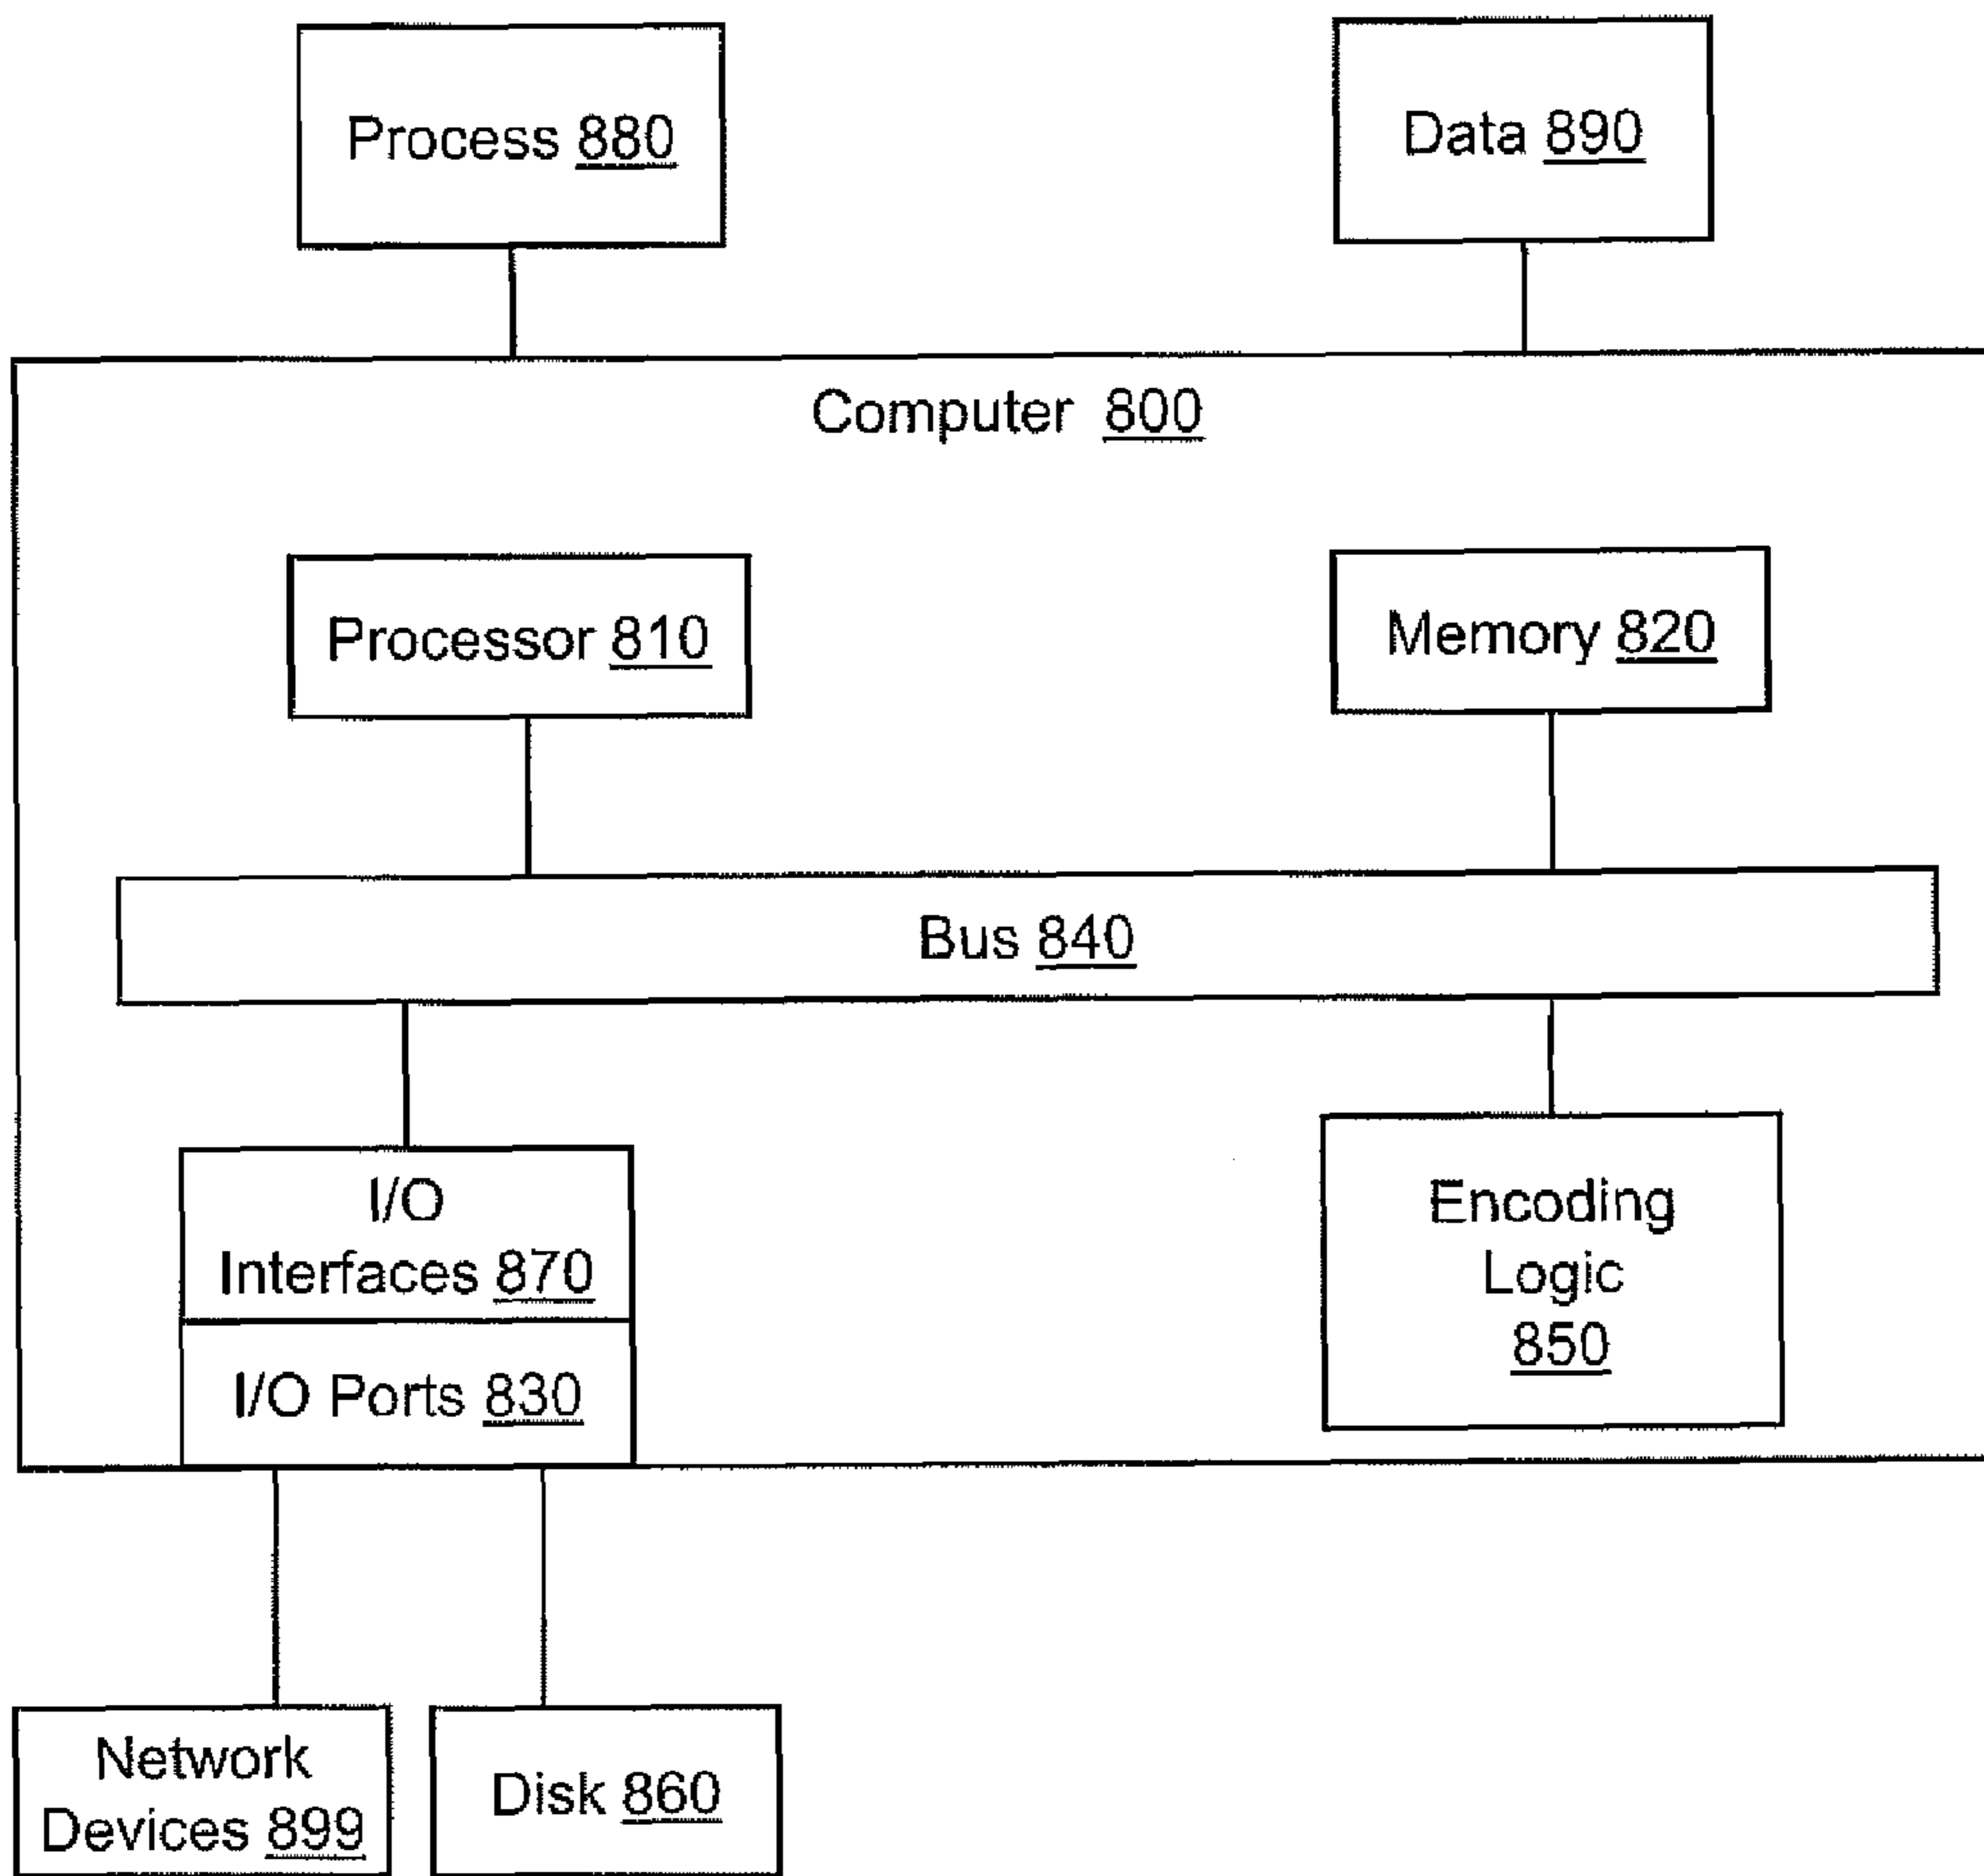 Process 880
Data 890
Computer 800
Processor 810
Memory 820
Bus 840
I/O
Interfaces 870
I/O Ports 830
Encoding
Logic
850
Network
Devices 899
Disk 860